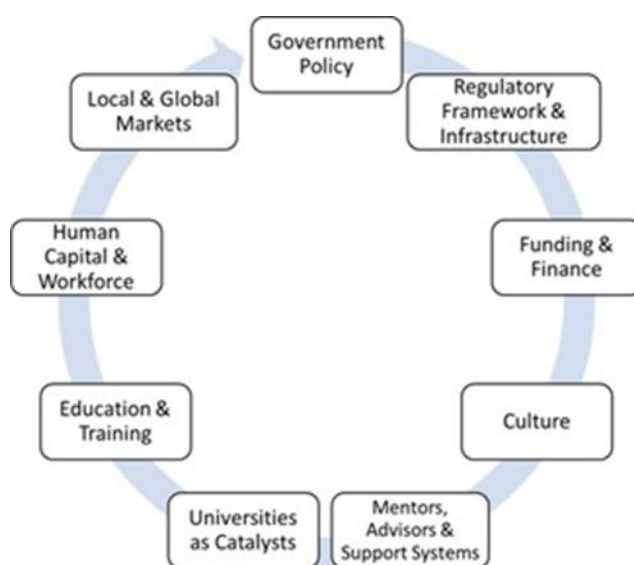 Government
Policy
Regulatory
Framework &
Infrastructure
Funding &
Finance
Culture
Mentors,
Advisors &
Support Systems
Universities
as Catalysts
Education &
Training
Human
Capital &
Workforce
Local & Global
Markets